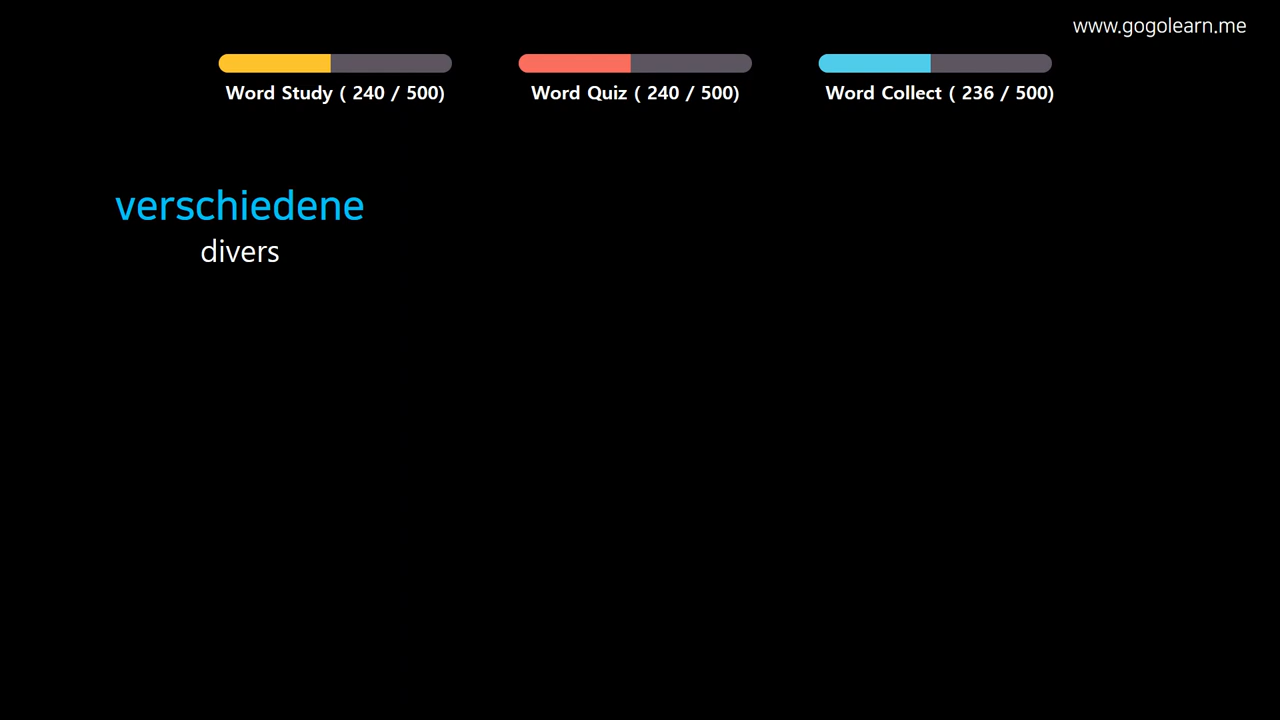 www.gogolearn.me
Word Study ( 240 / 500)
Word Quiz ( 240 / 500)
Word Collect ( 236 / 500)
verschiedene
divers